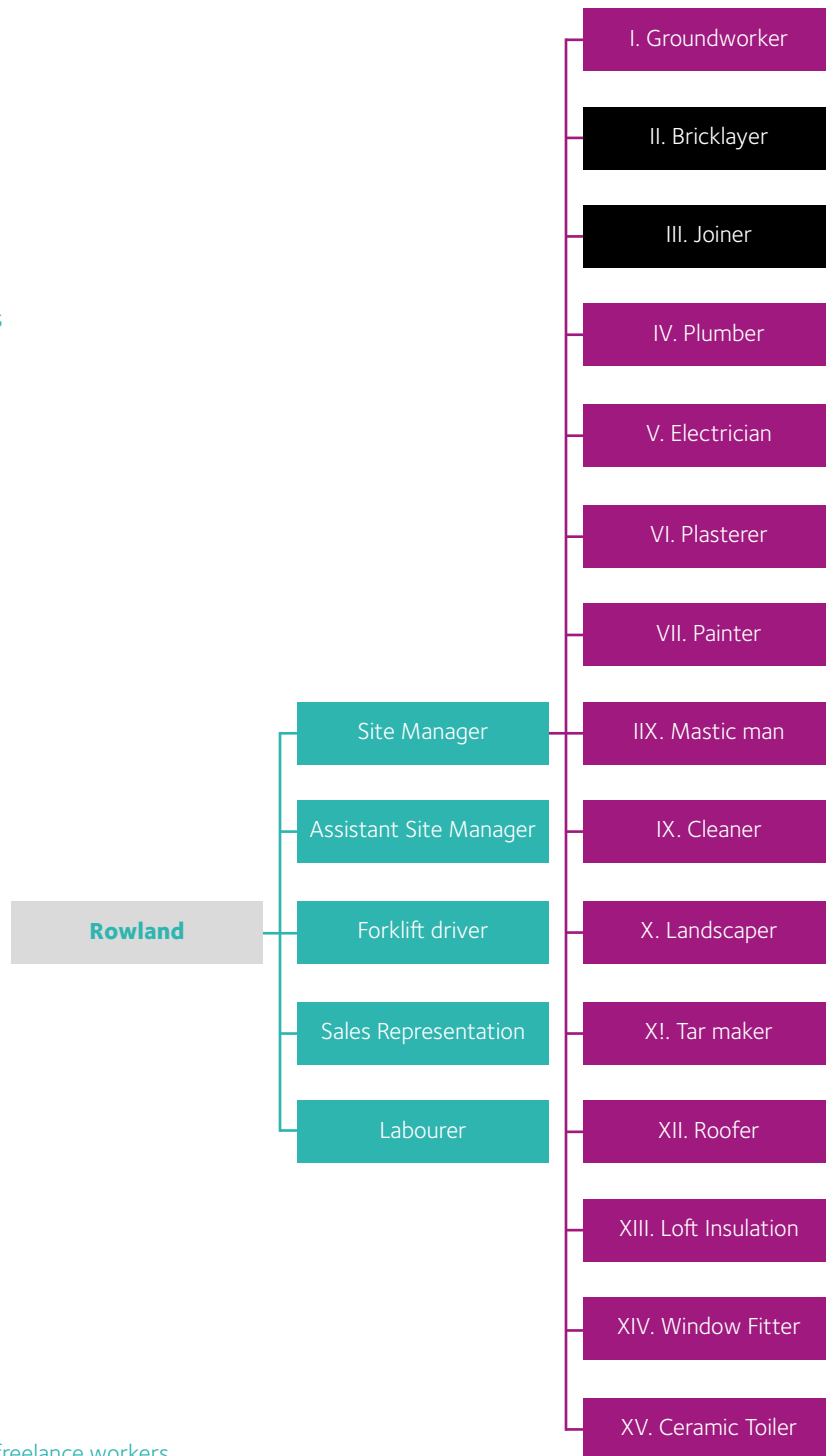 I. Groundworker
II. Bricklayer
III. Joiner
IV. Plumber
V. Electrician
VI. Plasterer
VII. Painter
Site Manager
IIX. Mastic man
Assistant Site Manager
IX. Cleaner
Rowland
Forklift driver
X. Landscaper
Sales Representation
X!. Tar maker
Labourer
XII. Roofer
XIII. Loft Insulation
XIV. Window Fitter
XV. Ceramic Toiler
freelance workers